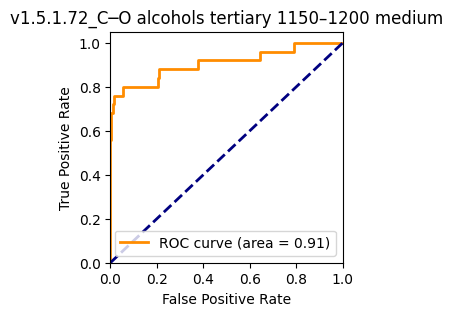 v1.5.1.72_C─O alcohols tertiary 1150–1200 medium
1.0
0.8
0.6
0.4
0.2
0.0
True Positive Rate
ROC curve (area = 0.91)
0.0 0.2 0.4 0.6 0.8 1.0
False Positive Rate